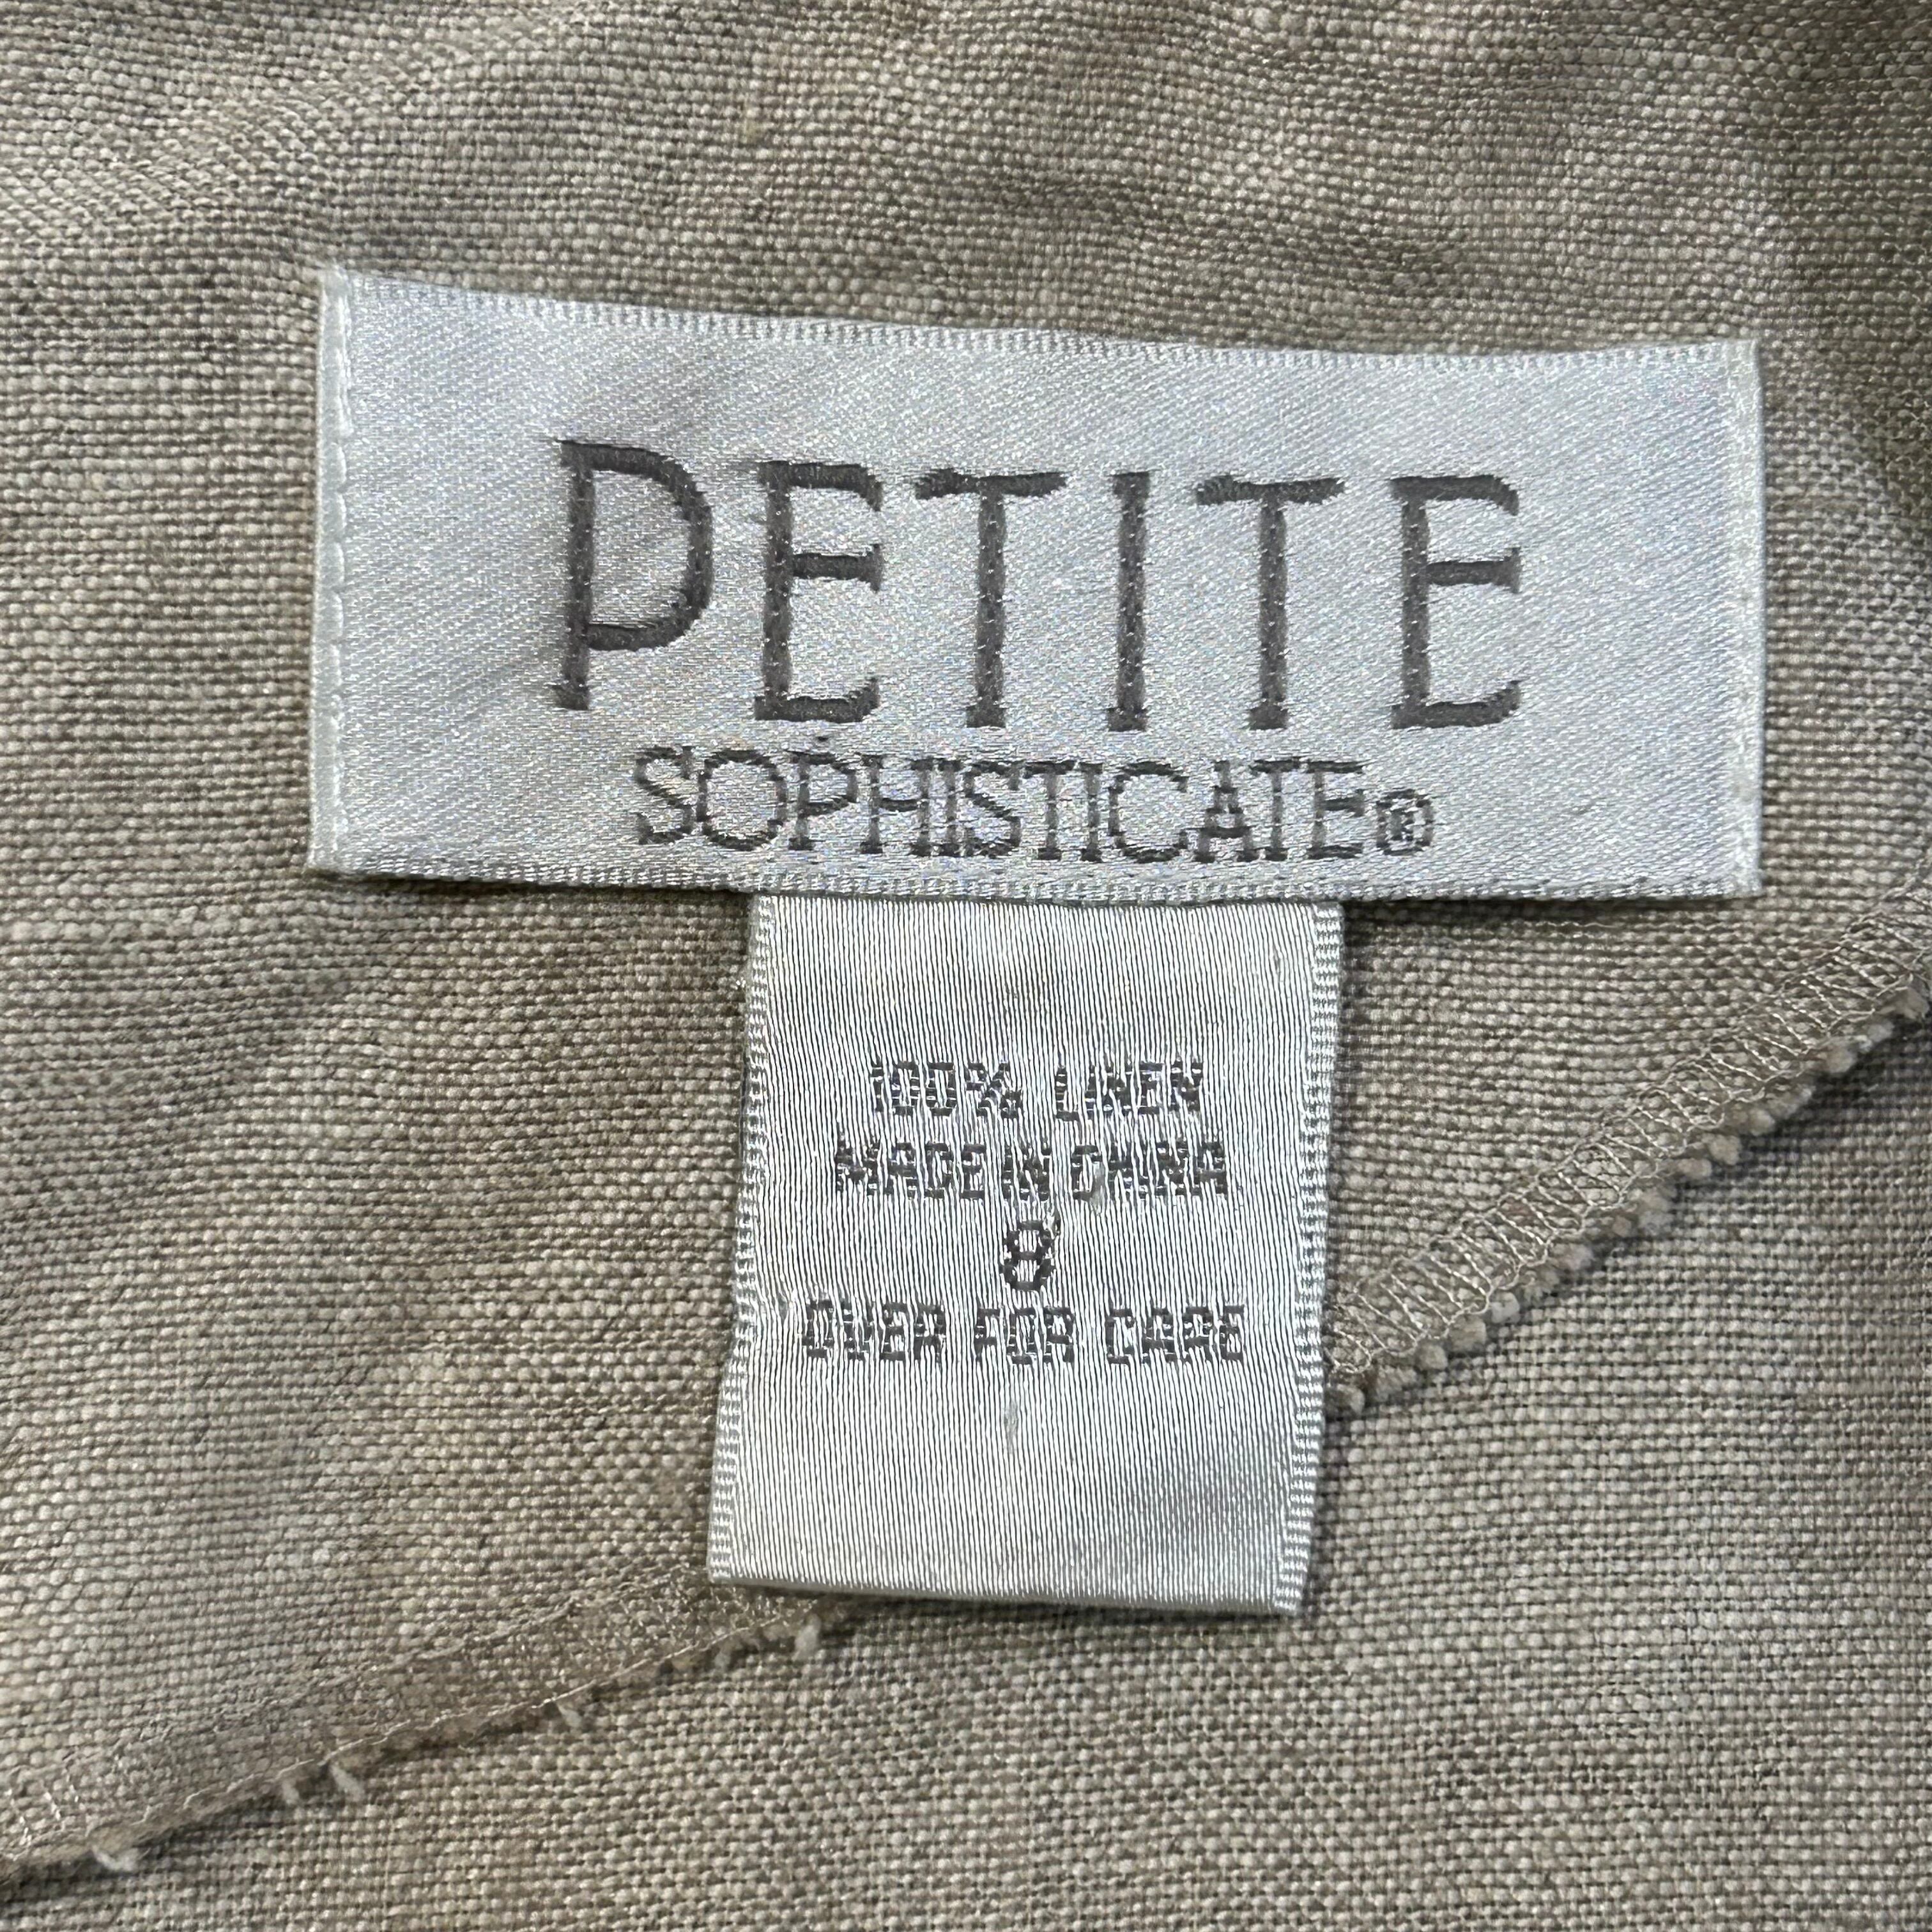 PETITE
SOPHISTICATE®
100% LINEN
MADE IN CHINA
8
OVER FOR CARE